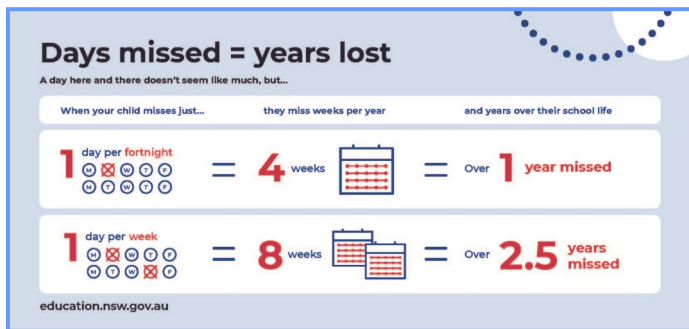 Days missed = years lost
A day here and there doesn't seem like much, but...
When your child misses just... they miss weeks per year and years over their school life
1 day per fortnight = 4 weeks = Over 1 year missed
M T W T F
M T W T F
1 day per week = 8 weeks = Over 2.5 years missed
M T W T F
M T W T F
education.nsw.gov.au